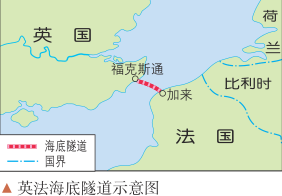 荷
英 国
兰
福克斯通
比利时
加来
法 国
海底隧道
国界
▲ 英法海底隧道示意图